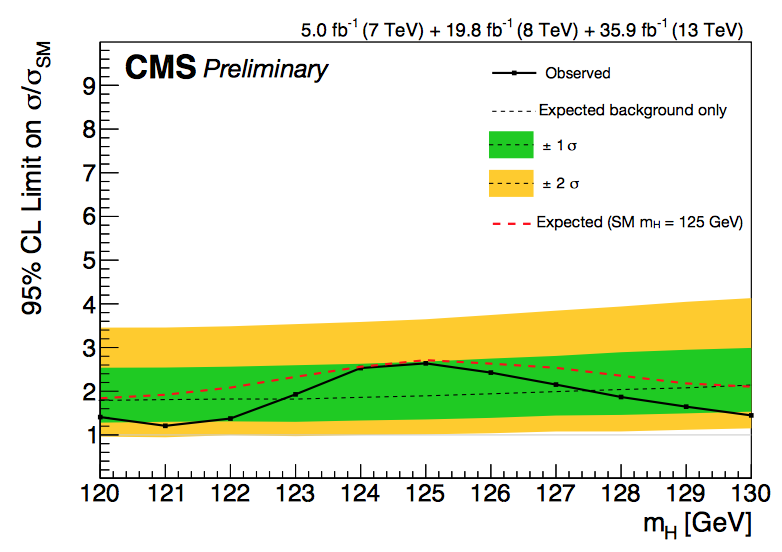 5.0 fb⁻¹ (7 TeV) + 19.8 fb⁻¹ (8 TeV) + 35.9 fb⁻¹ (13 TeV)
CMS Preliminary
Observed
Expected background only
± 1 σ
± 2 σ
Expected (SM mH = 125 GeV)
95% CL Limit on σ/σSM
9
8
7
6
5
4
3
2
1
120 121 122 123 124 125 126 127 128 129 130
mH [GeV]